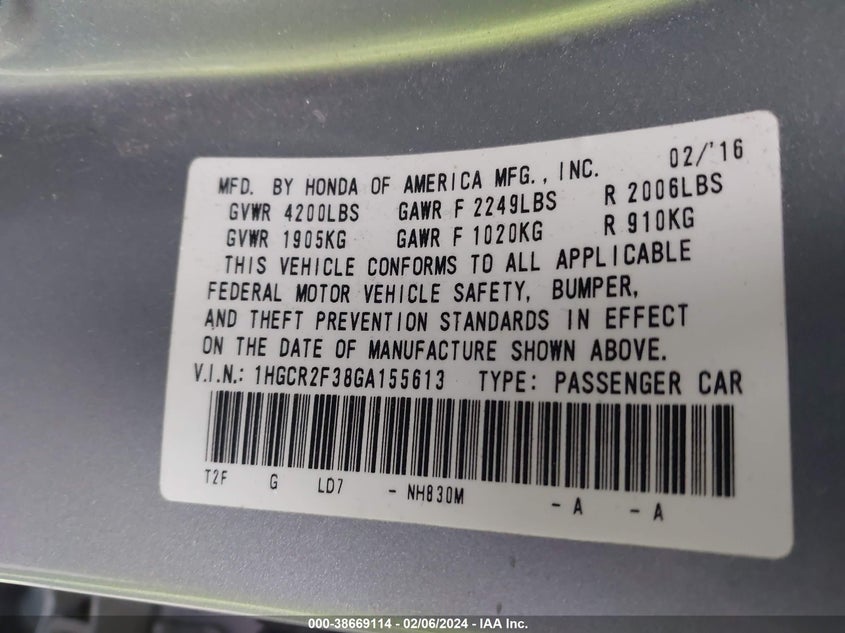 MFD. BY HONDA OF AMERICA MFG., INC. 02/'16
GVWR 4200LBS GAWR F 2249LBS R 2006LBS
GVWR 1905KG GAWR F 1020KG R 910KG
THIS VEHICLE CONFORMS TO ALL APPLICABLE
FEDERAL MOTOR VEHICLE SAFETY, BUMPER,
AND THEFT PREVENTION STANDARDS IN EFFECT
ON THE DATE OF MANUFACTURE SHOWN ABOVE.
V.I.N.: 1HGCR2F38GA155613 TYPE: PASSENGER CAR
T2F G LD7 - NH830M - A - A
000-38669114 - 02/06/2024 - IAA Inc.